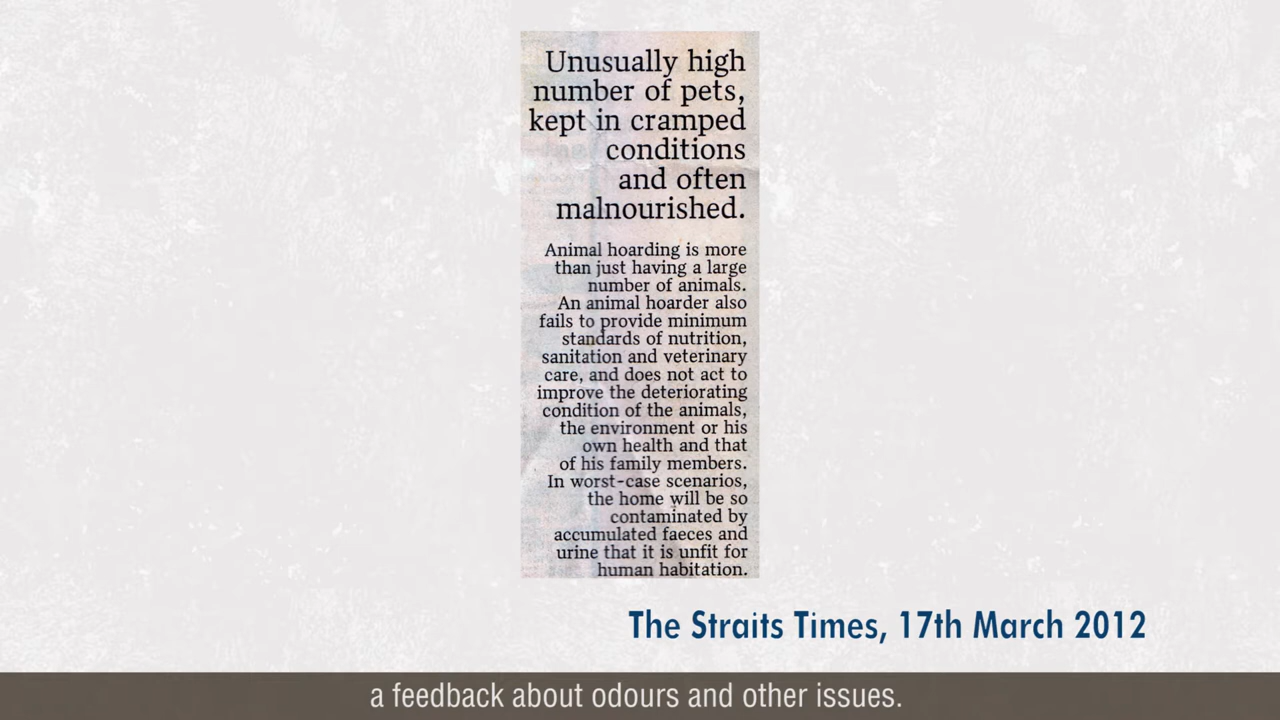 Unusually high
number of pets,
kept in cramped
conditions
and often
malnourished.
Animal hoarding is more
than just having a large
number of animals.
An animal hoarder also
fails to provide minimum
standards of nutrition,
sanitation and veterinary
care, and does not act to
improve the deteriorating
condition of the animals,
the environment or his
own health and that
of his family members.
In worst-case scenarios,
the home will be so
contaminated by
accumulated faeces and
urine that it is unfit for
human habitation.
The Straits Times, 17th March 2012
a feedback about odours and other issues.